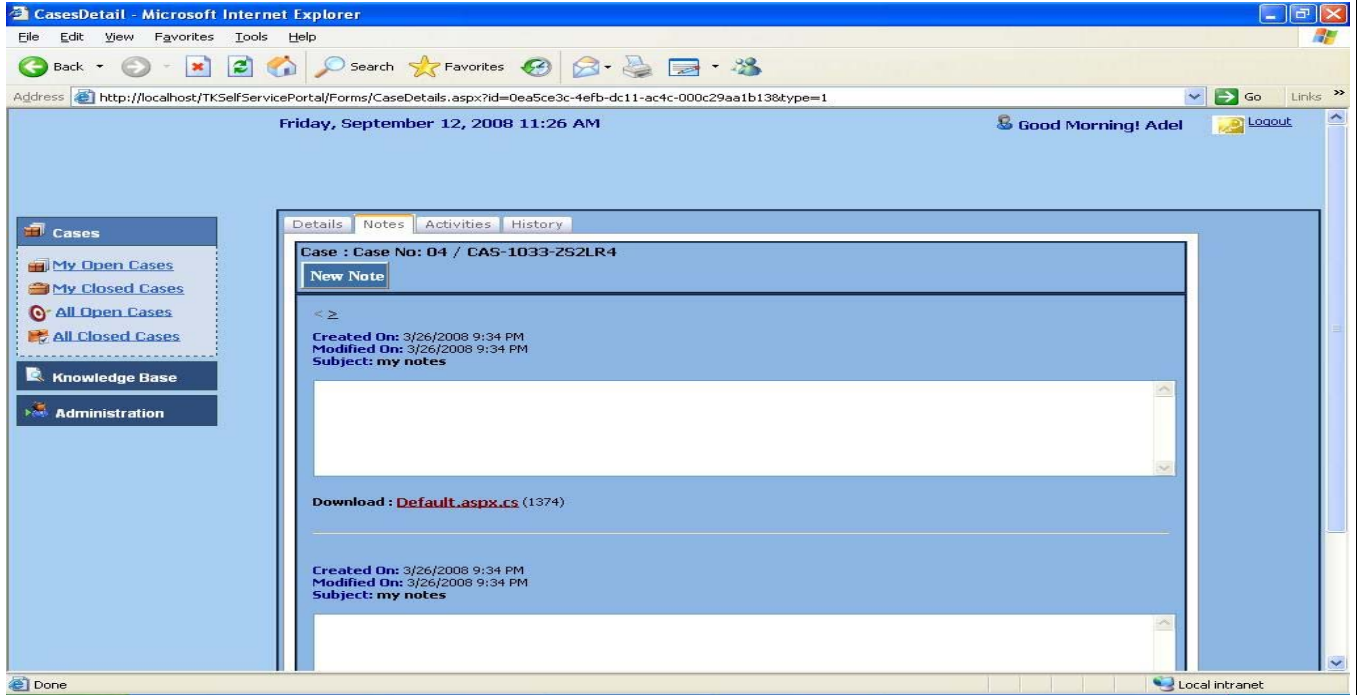 CasesDetail - Microsoft Internet Explorer
File Edit View Favorites Tools Help
Back Search Favorites
Address http://localhost/TKSelfServicePortal/Forms/CaseDetails.aspx?id=0ea5ce3c-4efb-dc11-ac4c-000c29aa1b13&type=1 Go Links »
Friday, September 12, 2008 11:26 AM Good Morning! Adel Logout
Cases
My Open Cases
My Closed Cases
All Open Cases
All Closed Cases
Knowledge Base
Administration
Details Notes Activities History
Case : Case No: 04 / CAS-1033-ZS2LR4
New Note
< >
Created On: 3/26/2008 9:34 PM
Modified On: 3/26/2008 9:34 PM
Subject: my notes
Download : Default.aspx.cs (1374)
Created On: 3/26/2008 9:34 PM
Modified On: 3/26/2008 9:34 PM
Subject: my notes
Done Local intranet